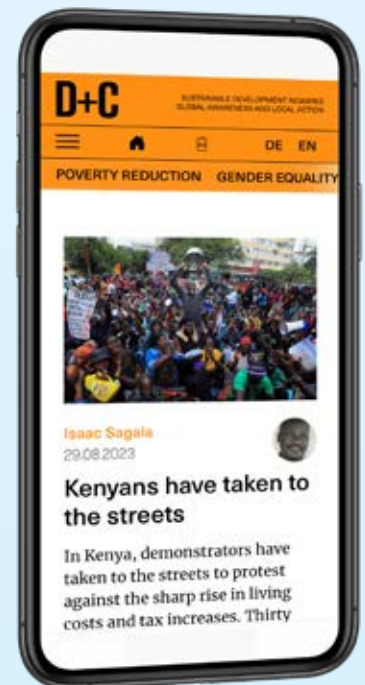 D+C
SUSTAINABLE DEVELOPMENT REQUIRES
GLOBAL AWARENESS AND LOCAL ACTION
DE EN
POVERTY REDUCTION GENDER EQUALITY
Isaac Sagala
29.08.2023
Kenyans have taken to
the streets
In Kenya, demonstrators have
taken to the streets to protest
against the sharp rise in living
costs and tax increases. Thirty